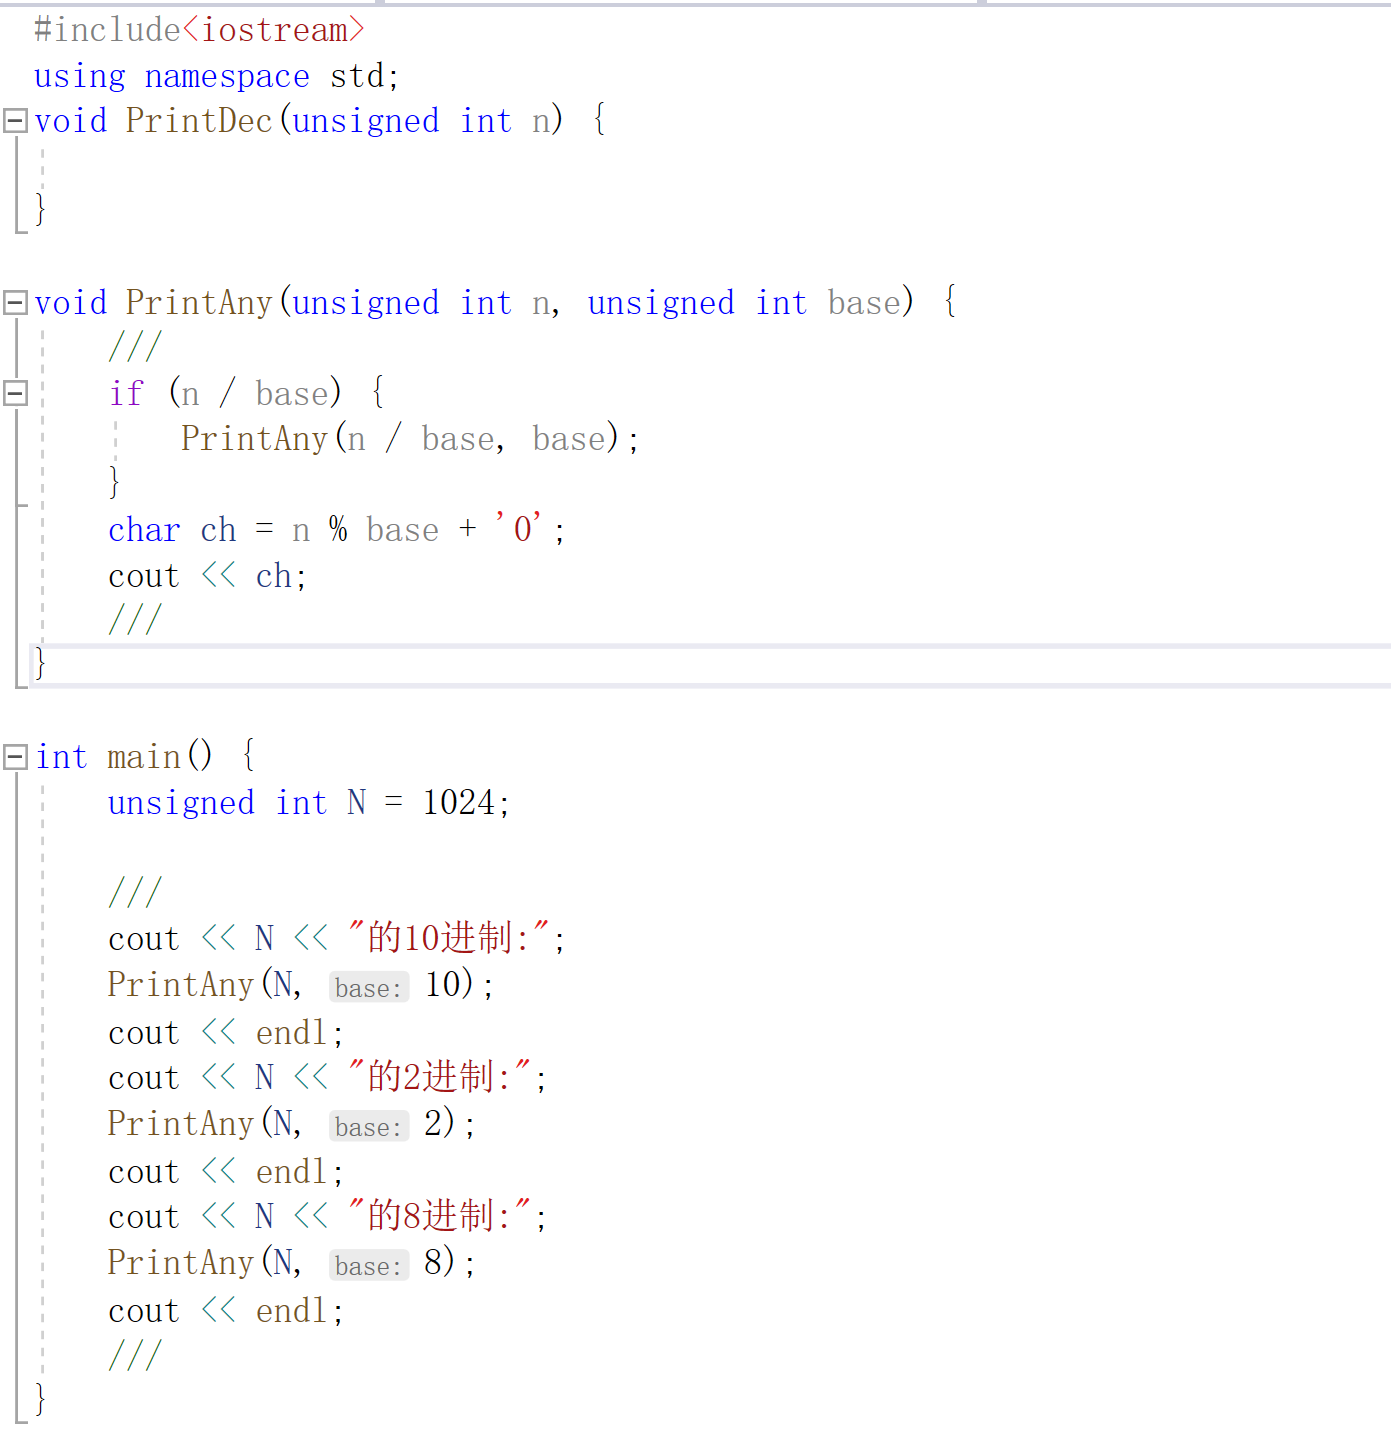 #include<iostream>
using namespace std;
void PrintDec(unsigned int n) {
}
void PrintAny(unsigned int n, unsigned int base) {
///
if (n / base) {
PrintAny(n / base, base);
}
char ch = n % base + '0';
cout << ch;
///
}
int main() {
unsigned int N = 1024;
///
cout << N << "的10进制:";
PrintAny(N, base: 10);
cout << endl;
cout << N << "的2进制:";
PrintAny(N, base: 2);
cout << endl;
cout << N << "的8进制:";
PrintAny(N, base: 8);
cout << endl;
///
}